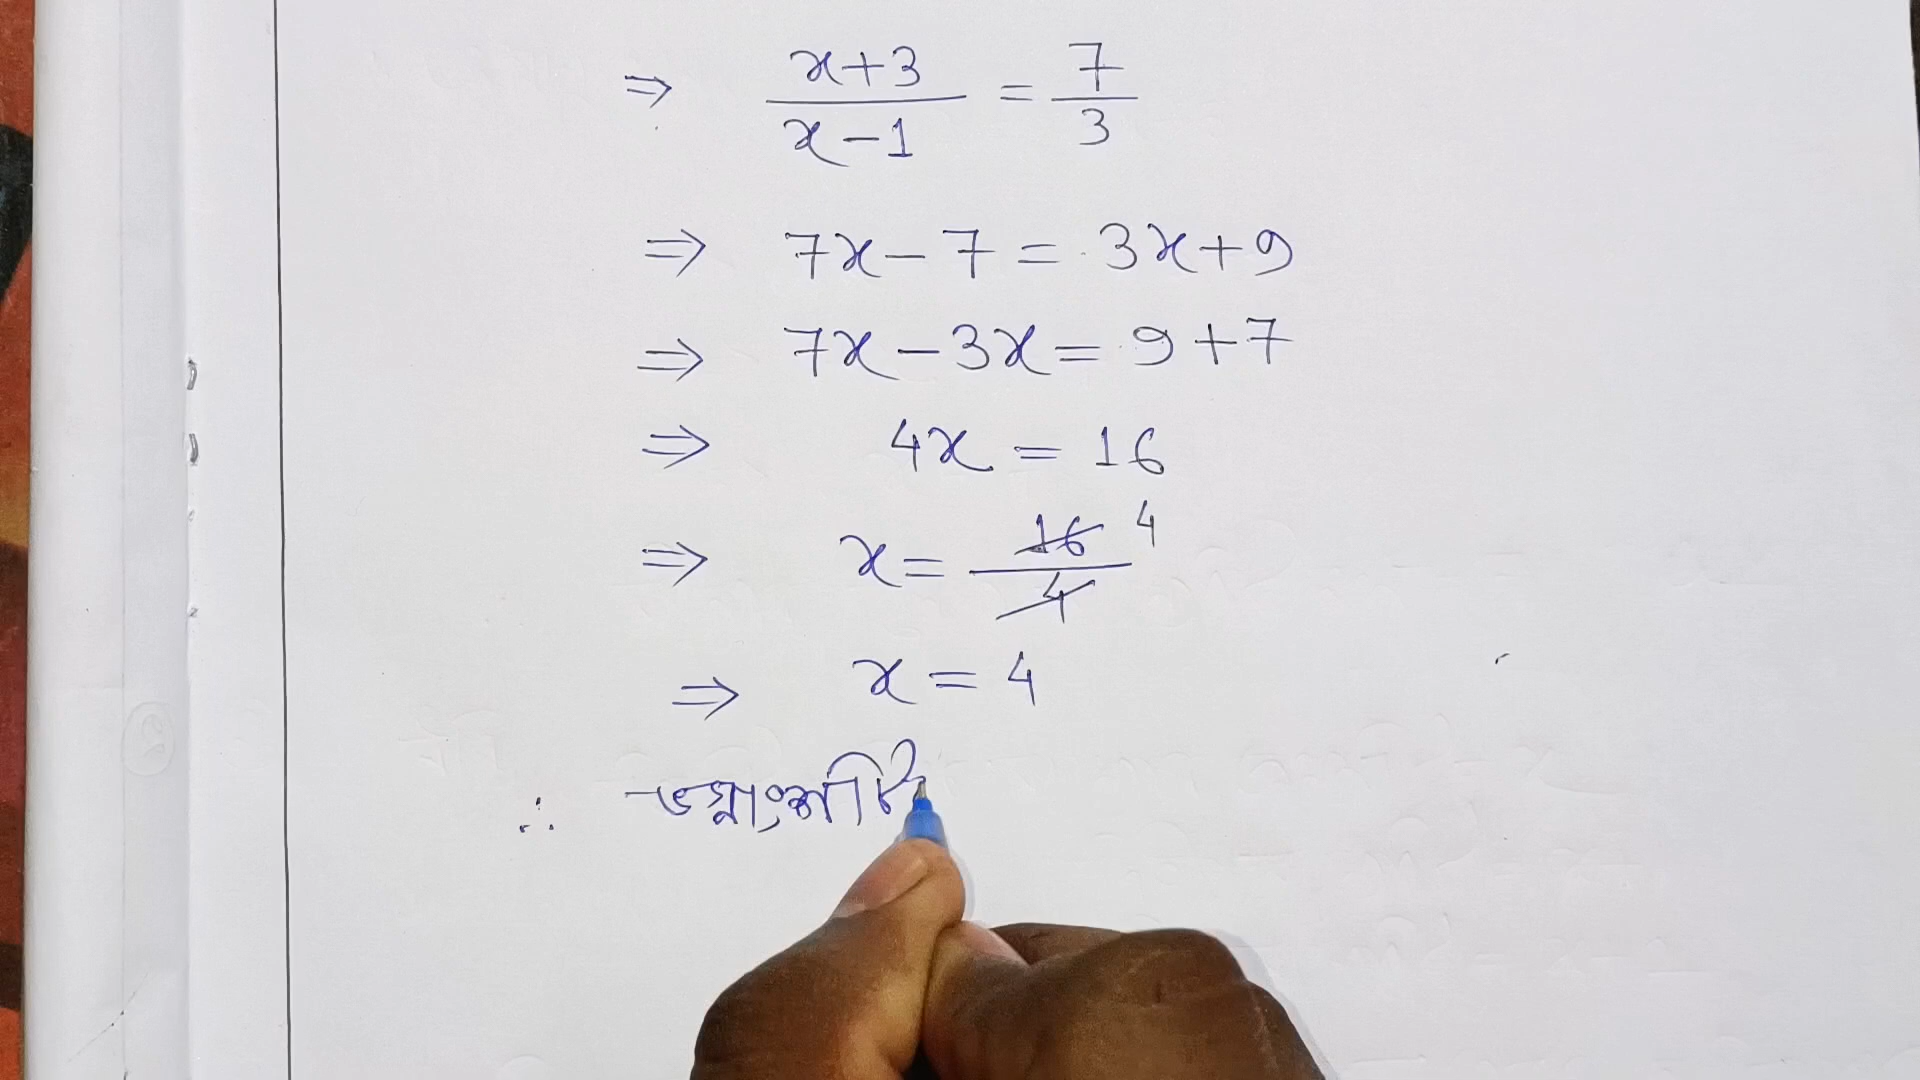 ⇒ x+3/x-1 = 7/3
⇒ 7x-7 = 3x+9
⇒ 7x-3x = 9+7
⇒ 4x = 16
⇒ x = 16/4 4
⇒ x = 4
∴ ভগ্নাংশটি